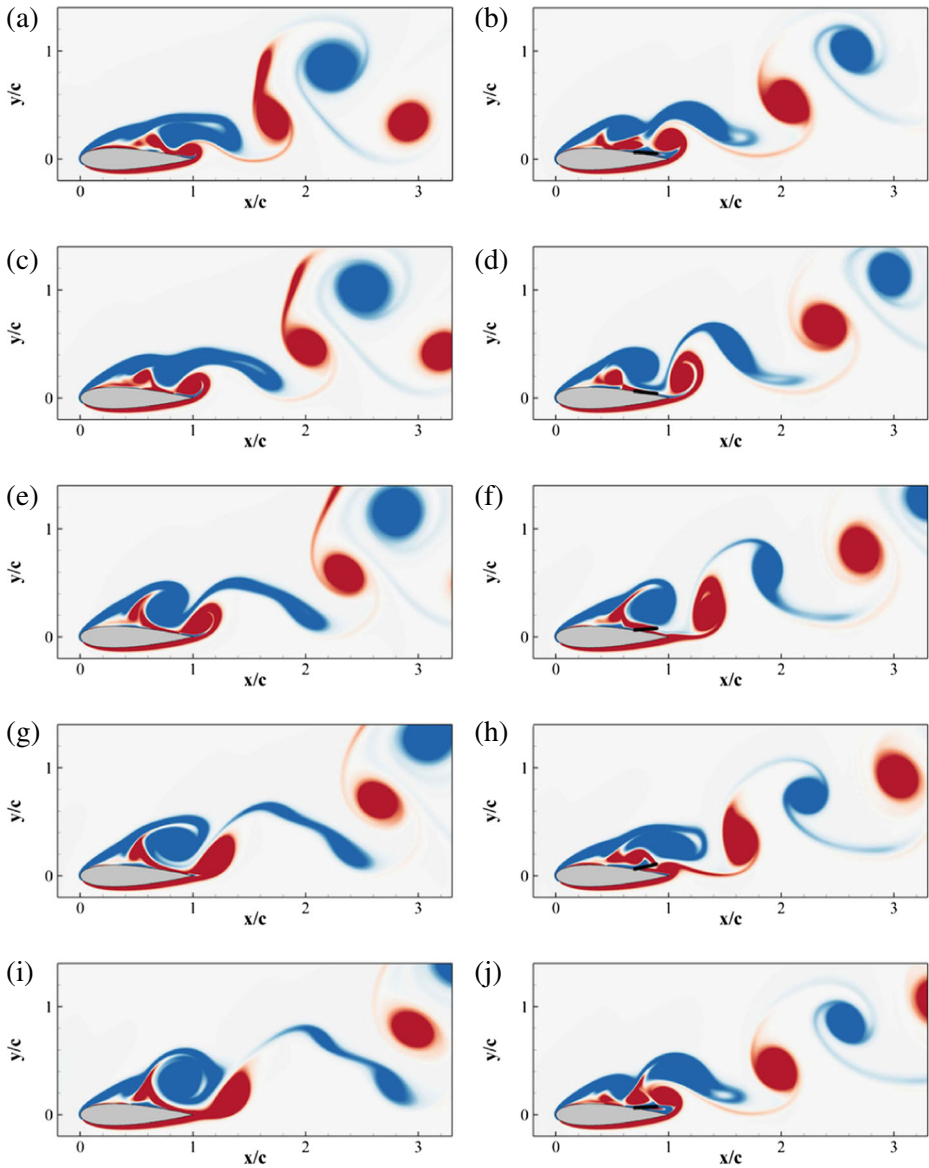 (a) y/c 1 0 0 1 2 3 x/c
(b) y/c 1 0 0 1 2 3 x/c
(c) y/c 1 0 0 1 2 3 x/c
(d) y/c 1 0 0 1 2 3 x/c
(e) y/c 1 0 0 1 2 3 x/c
(f) y/c 1 0 0 1 2 3 x/c
(g) y/c 1 0 0 1 2 3 x/c
(h) y/c 1 0 0 1 2 3 x/c
(i) y/c 1 0 0 1 2 3 x/c
(j) y/c 1 0 0 1 2 3 x/c